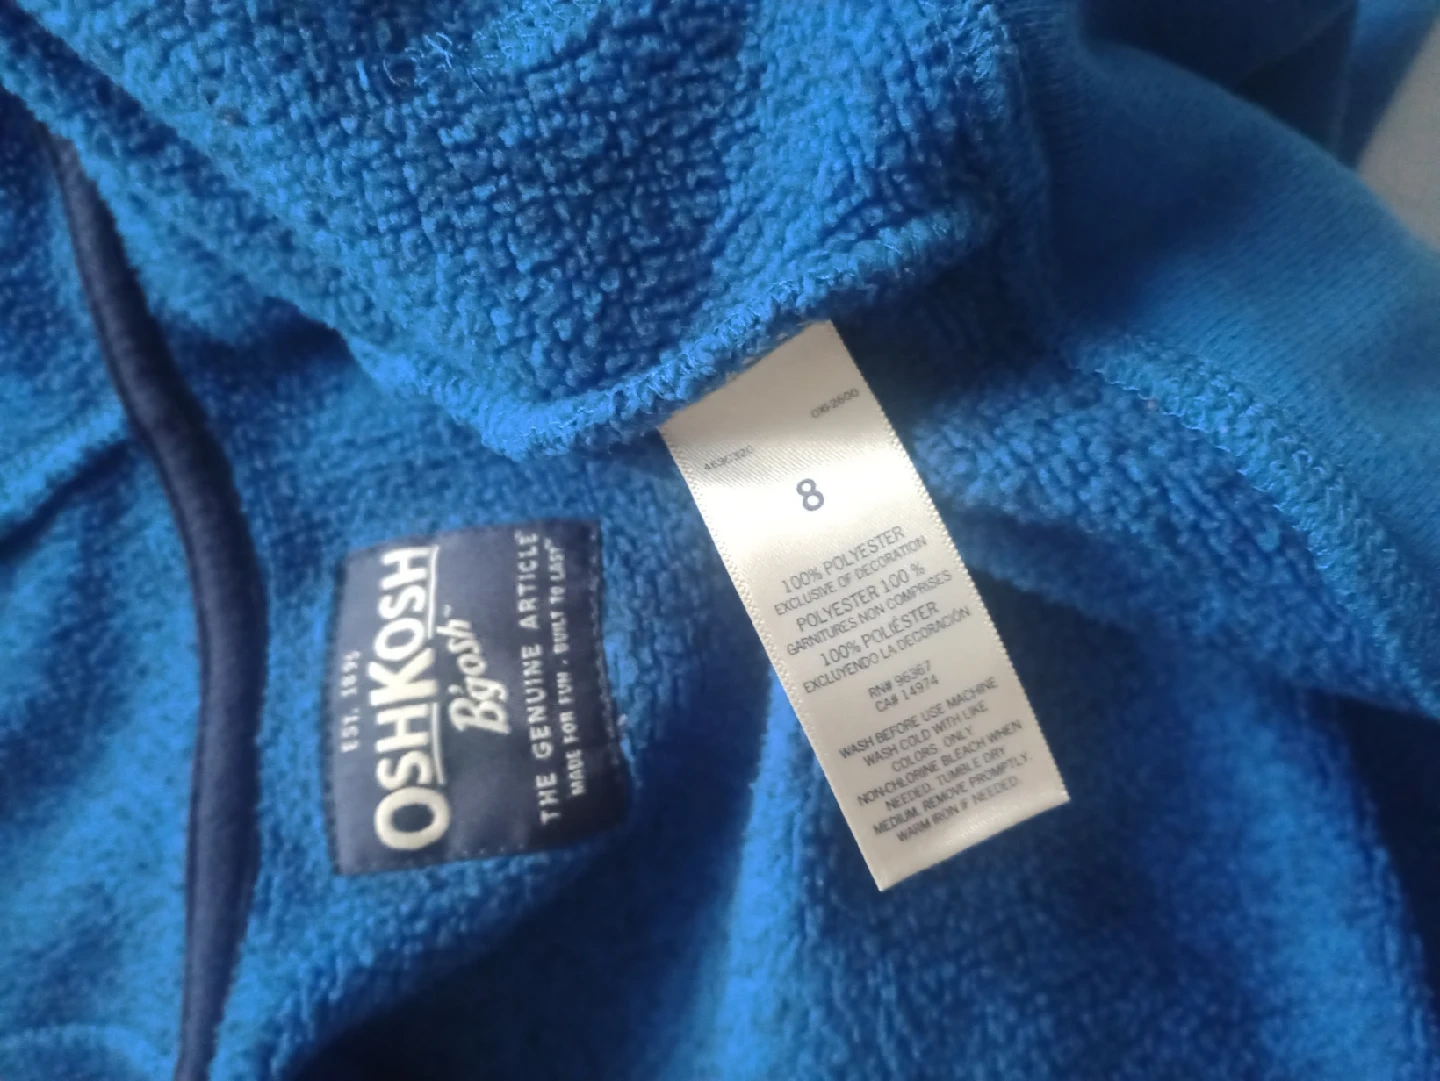 EST. 1895
OSHKOSH
B'gosh™
THE GENUINE ARTICLE
MADE FOR FUN . BUILT TO LAST™
8
100% POLYESTER
EXCLUSIVE OF DECORATION
POLYESTER 100 %
GARNITURES NON COMPRISES
100% POLIÉSTER
EXCLUYENDO LA DECORACIÓN
RN# 96367
CA# 14974
WASH BEFORE USE MACHINE
WASH COLD WITH LIKE
COLORS. ONLY
NON-CHLORINE BLEACH WHEN
NEEDED. TUMBLE DRY
MEDIUM. REMOVE PROMPTLY.
WARM IRON IF NEEDED.